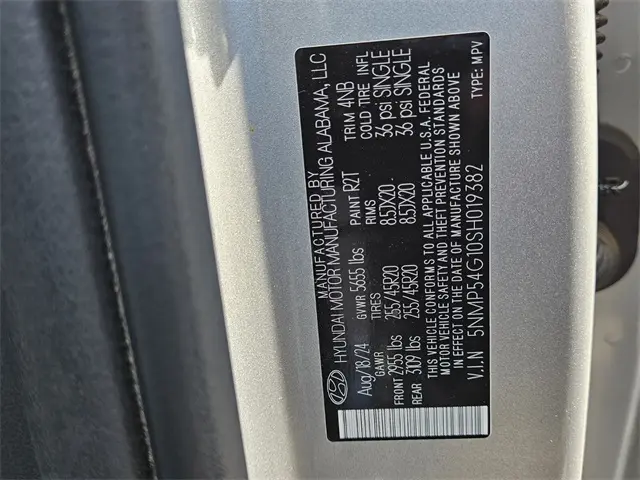 MANUFACTURED BY
HYUNDAI MOTOR MANUFACTURING ALABAMA, LLC
Aug/18/24 GVWR 5655 lbs PAINT R2T TRIM 4NB
GAWR TIRES RIMS COLD TIRE INFL
FRONT 2955 lbs 255/45R20 8.5JX20 36 psi SINGLE
REAR 3109 lbs 255/45R20 8.5JX20 36 psi SINGLE
THIS VEHICLE CONFORMS TO ALL APPLICABLE U.S.A. FEDERAL
MOTOR VEHICLE SAFETY AND THEFT PREVENTION STANDARDS
IN EFFECT ON THE DATE OF MANUFACTURE SHOWN ABOVE
V.I.N 5NMP54G10SH019382 TYPE: MPV